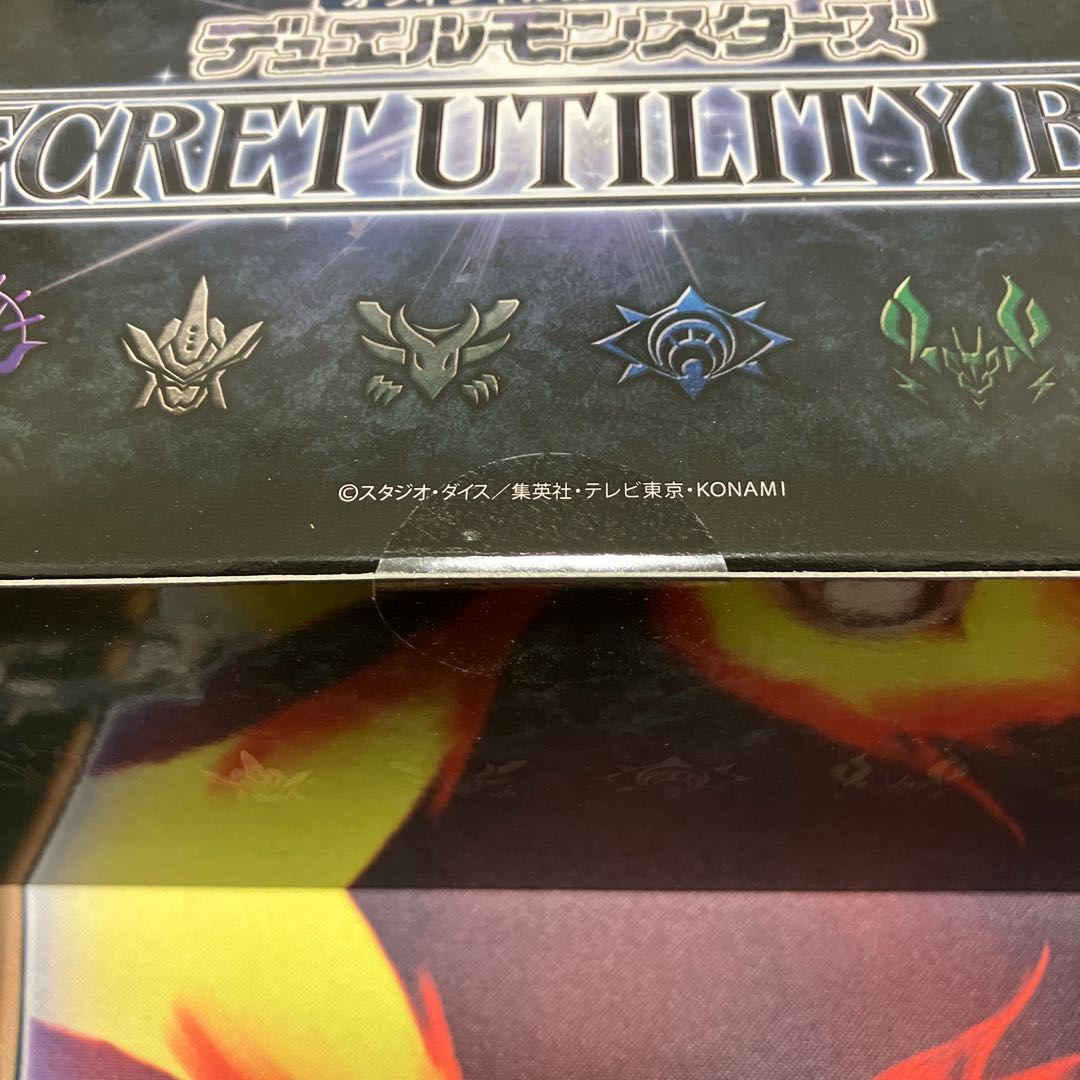 デュエルモンスターズ
ECRET UTILITY B
©スタジオ・ダイス／集英社・テレビ東京・KONAMI